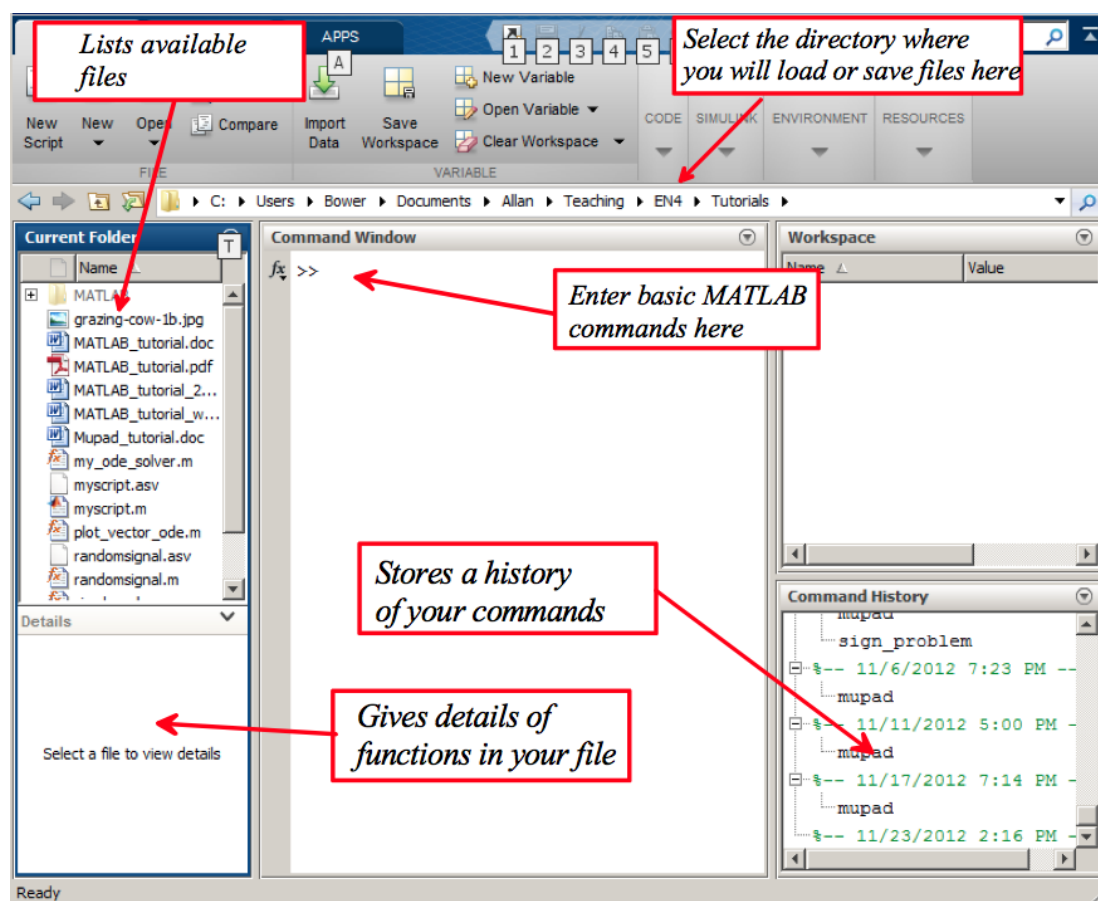 Lists available
files
APPS
A
1 2 3 4 5
Select the directory where
you will load or save files here
New Script
New
Open
Compare
Import Data
Save Workspace
New Variable
Open Variable
Clear Workspace
CODE SIMULINK ENVIRONMENT RESOURCES
FILE
VARIABLE
C: Users Bower Documents Allan Teaching EN4 Tutorials
Current Folder
T
Name
MATLAB
grazing-cow-1b.jpg
MATLAB_tutorial.doc
MATLAB_tutorial.pdf
MATLAB_tutorial_2...
MATLAB_tutorial_w...
Mupad_tutorial.doc
my_ode_solver.m
myscript.asv
myscript.m
plot_vector_ode.m
randomsignal.asv
randomsignal.m
Details
Select a file to view details
Command Window
fx >>
Enter basic MATLAB
commands here
Stores a history
of your commands
Gives details of
functions in your file
Workspace
Name Value
Command History
mupad
sign_problem
%-- 11/6/2012 7:23 PM --
mupad
%-- 11/11/2012 5:00 PM -
mupad
%-- 11/17/2012 7:14 PM -
mupad
%-- 11/23/2012 2:16 PM -
Ready